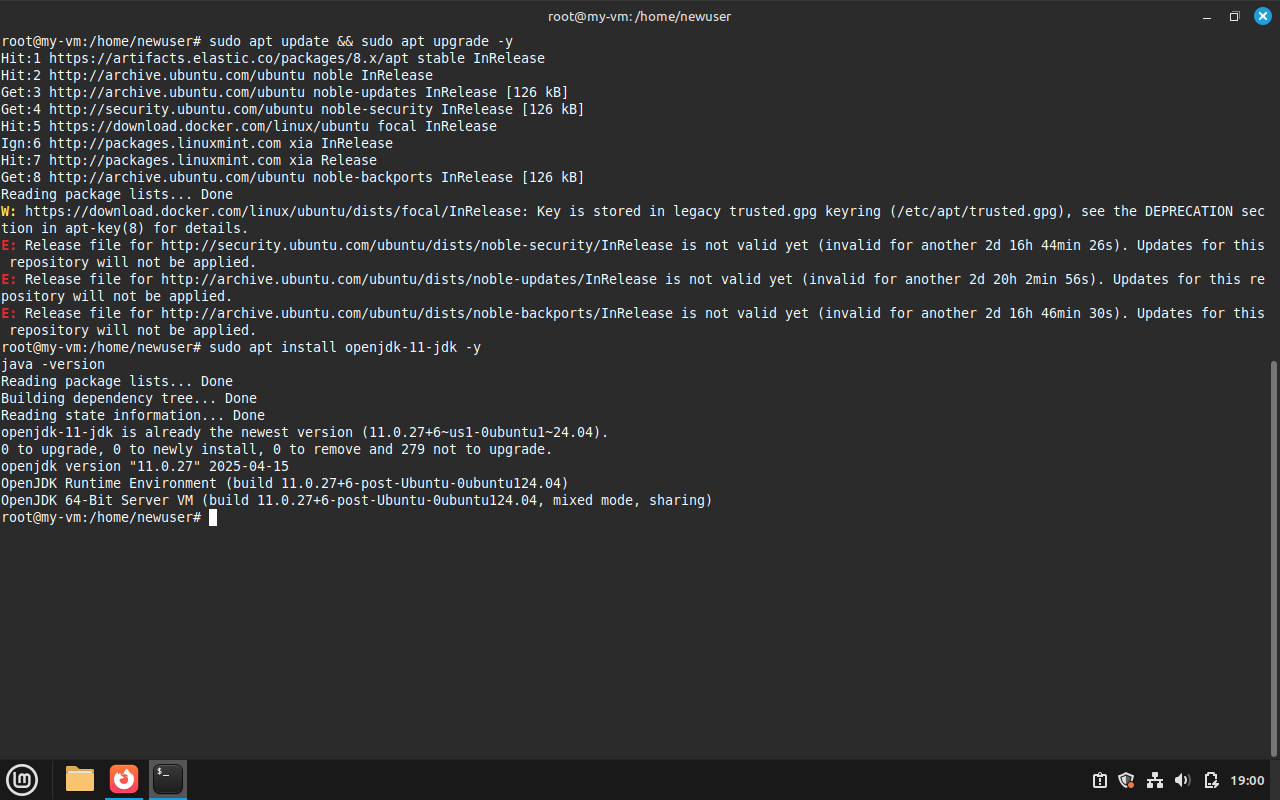 root@my-vm: /home/newuser
root@my-vm:/home/newuser# sudo apt update && sudo apt upgrade -y
Hit:1 https://artifacts.elastic.co/packages/8.x/apt stable InRelease
Hit:2 http://archive.ubuntu.com/ubuntu noble InRelease
Get:3 http://archive.ubuntu.com/ubuntu noble-updates InRelease [126 kB]
Get:4 http://security.ubuntu.com/ubuntu noble-security InRelease [126 kB]
Hit:5 https://download.docker.com/linux/ubuntu focal InRelease
Ign:6 http://packages.linuxmint.com xia InRelease
Hit:7 http://packages.linuxmint.com xia Release
Get:8 http://archive.ubuntu.com/ubuntu noble-backports InRelease [126 kB]
Reading package lists... Done
W: https://download.docker.com/linux/ubuntu/dists/focal/InRelease: Key is stored in legacy trusted.gpg keyring (/etc/apt/trusted.gpg), see the DEPRECATION sec
tion in apt-key(8) for details.
E: Release file for http://security.ubuntu.com/ubuntu/dists/noble-security/InRelease is not valid yet (invalid for another 2d 16h 44min 26s). Updates for this
 repository will not be applied.
E: Release file for http://archive.ubuntu.com/ubuntu/dists/noble-updates/InRelease is not valid yet (invalid for another 2d 20h 2min 56s). Updates for this re
pository will not be applied.
E: Release file for http://archive.ubuntu.com/ubuntu/dists/noble-backports/InRelease is not valid yet (invalid for another 2d 16h 46min 30s). Updates for this
 repository will not be applied.
root@my-vm:/home/newuser# sudo apt install openjdk-11-jdk -y
java -version
Reading package lists... Done
Building dependency tree... Done
Reading state information... Done
openjdk-11-jdk is already the newest version (11.0.27+6~us1-0ubuntu1~24.04).
0 to upgrade, 0 to newly install, 0 to remove and 279 not to upgrade.
openjdk version "11.0.27" 2025-04-15
OpenJDK Runtime Environment (build 11.0.27+6-post-Ubuntu-0ubuntu124.04)
OpenJDK 64-Bit Server VM (build 11.0.27+6-post-Ubuntu-0ubuntu124.04, mixed mode, sharing)
root@my-vm:/home/newuser#
$_
19:00